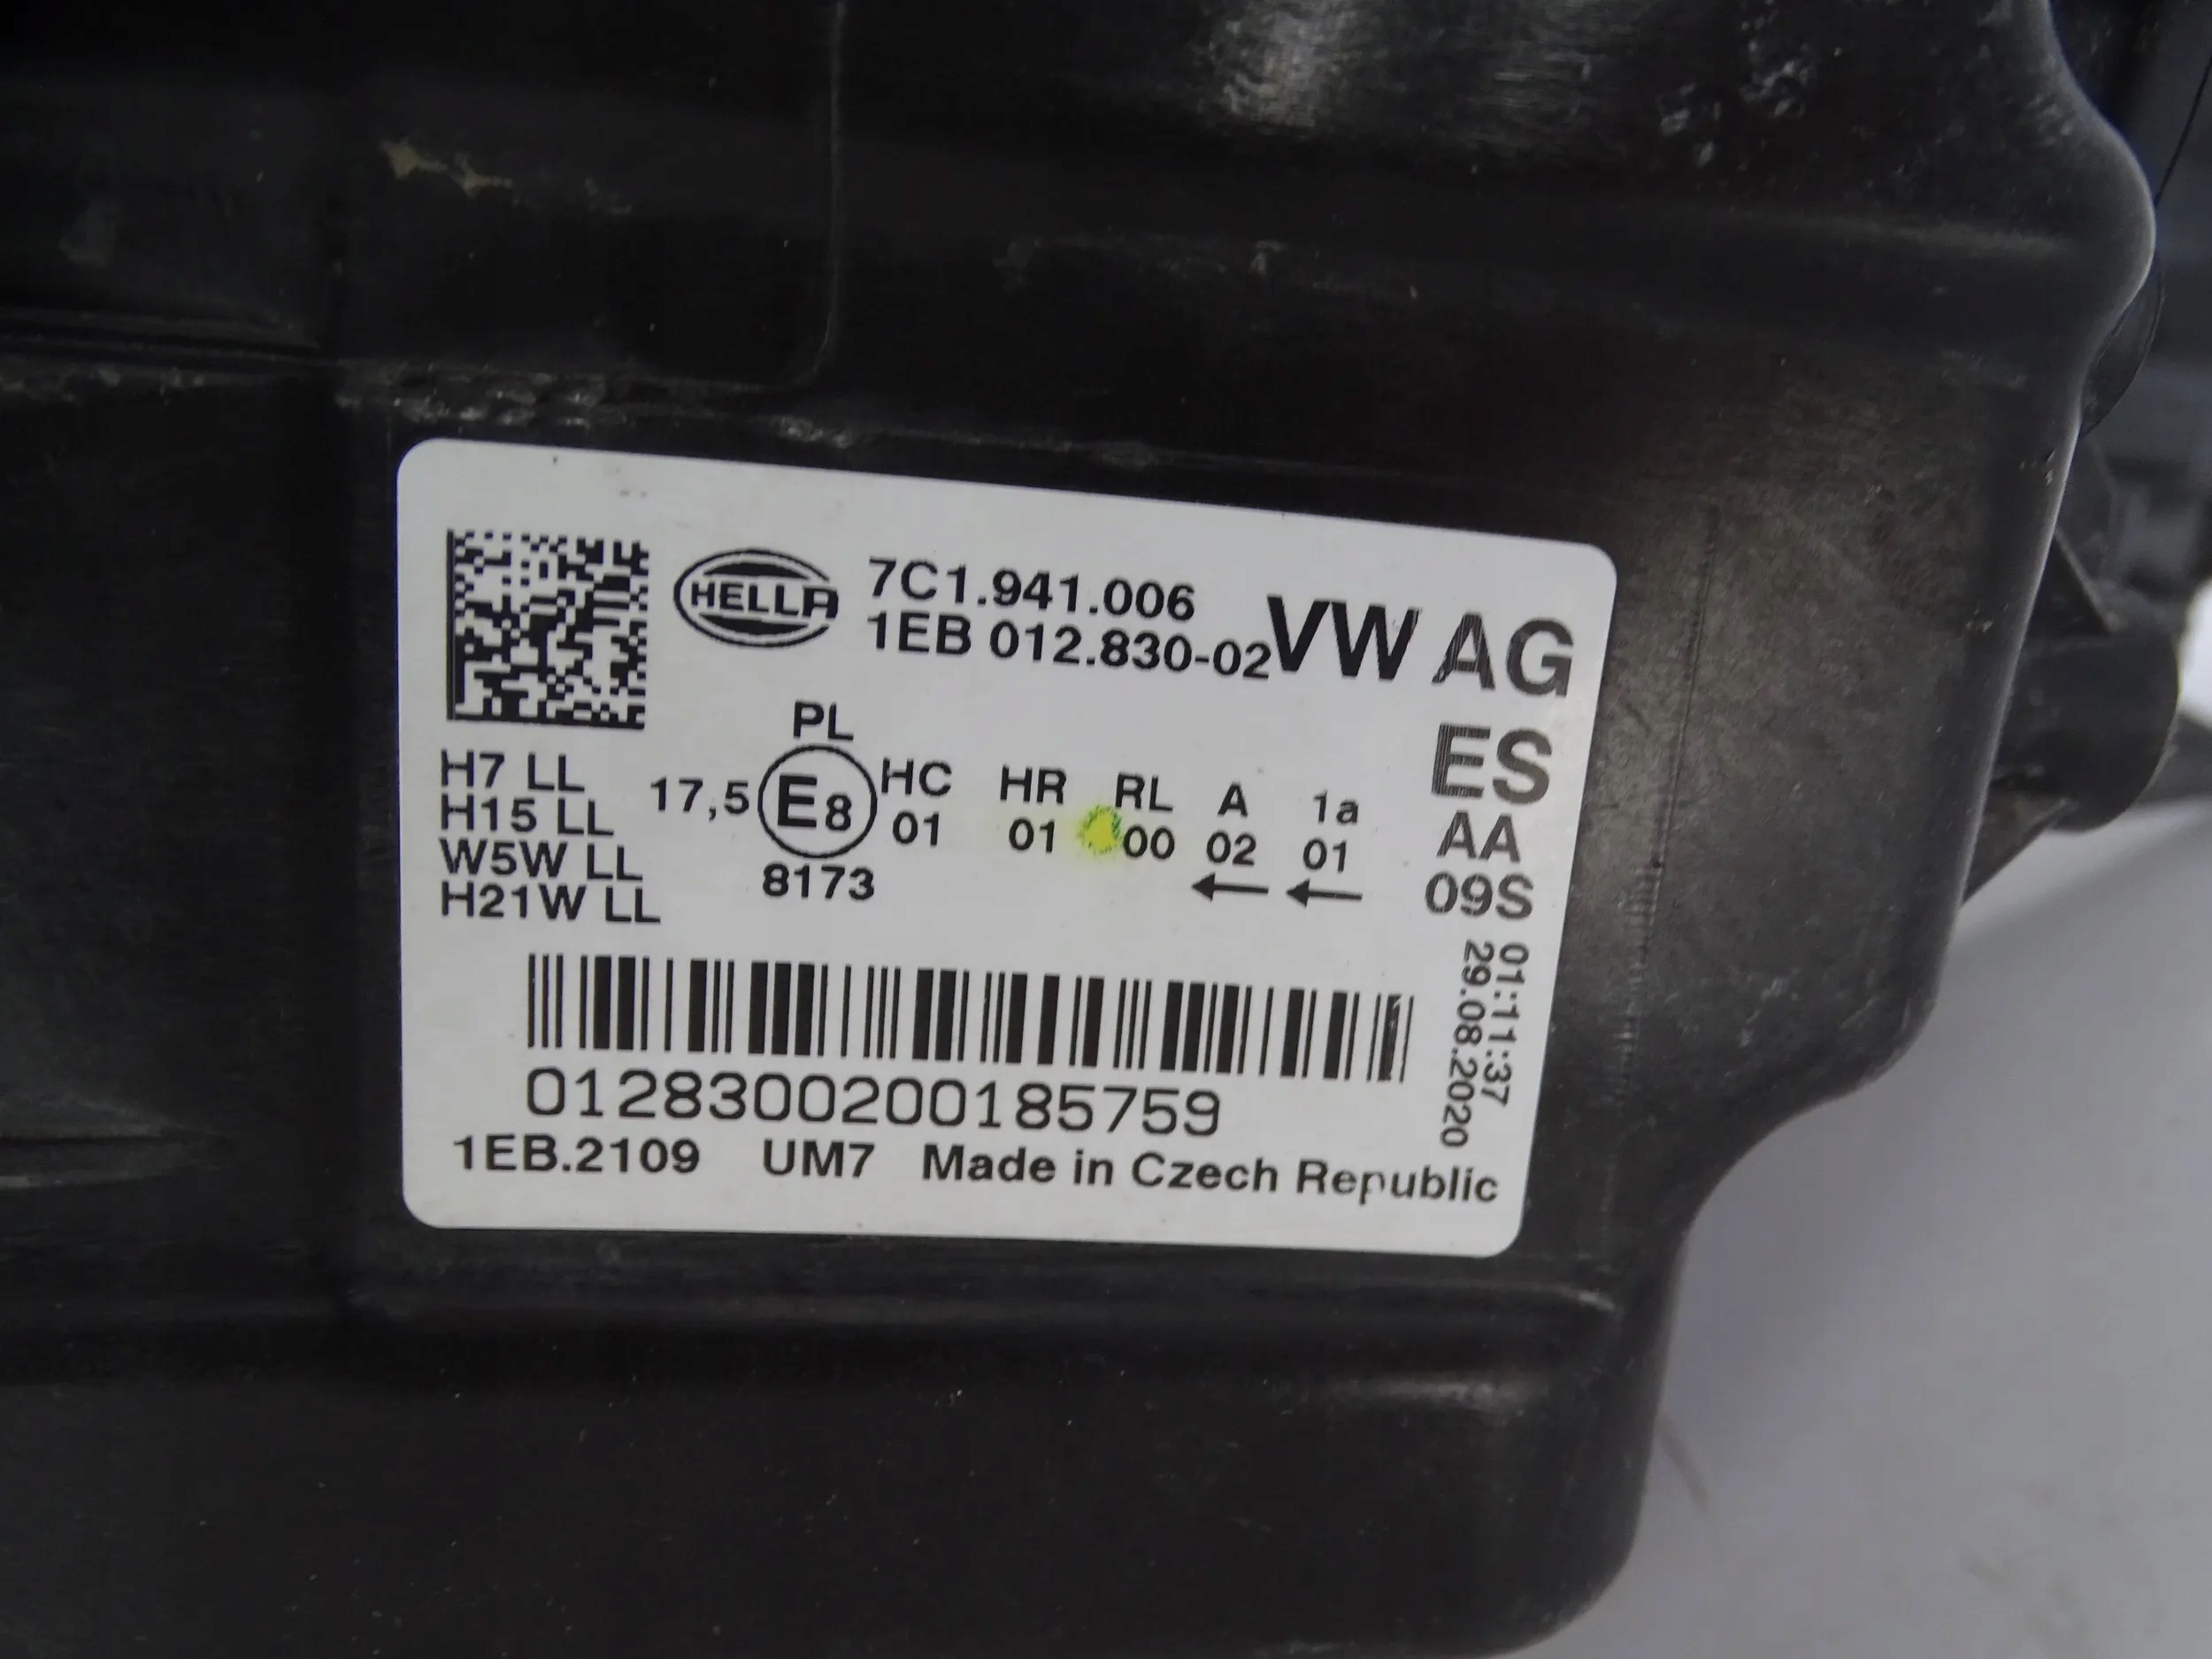 HELLA
7C1.941.006
1EB 012.830-02
VW AG
ES
AA
09S
PL
17,5 E8
8173
HC HR RL A 1a
01 01 00 02 01
← ←
H7 LL
H15 LL
W5W LL
H21W LL
01:11:37
29.08.2020
0128300200185759
1EB.2109 UM7 Made in Czech Republic